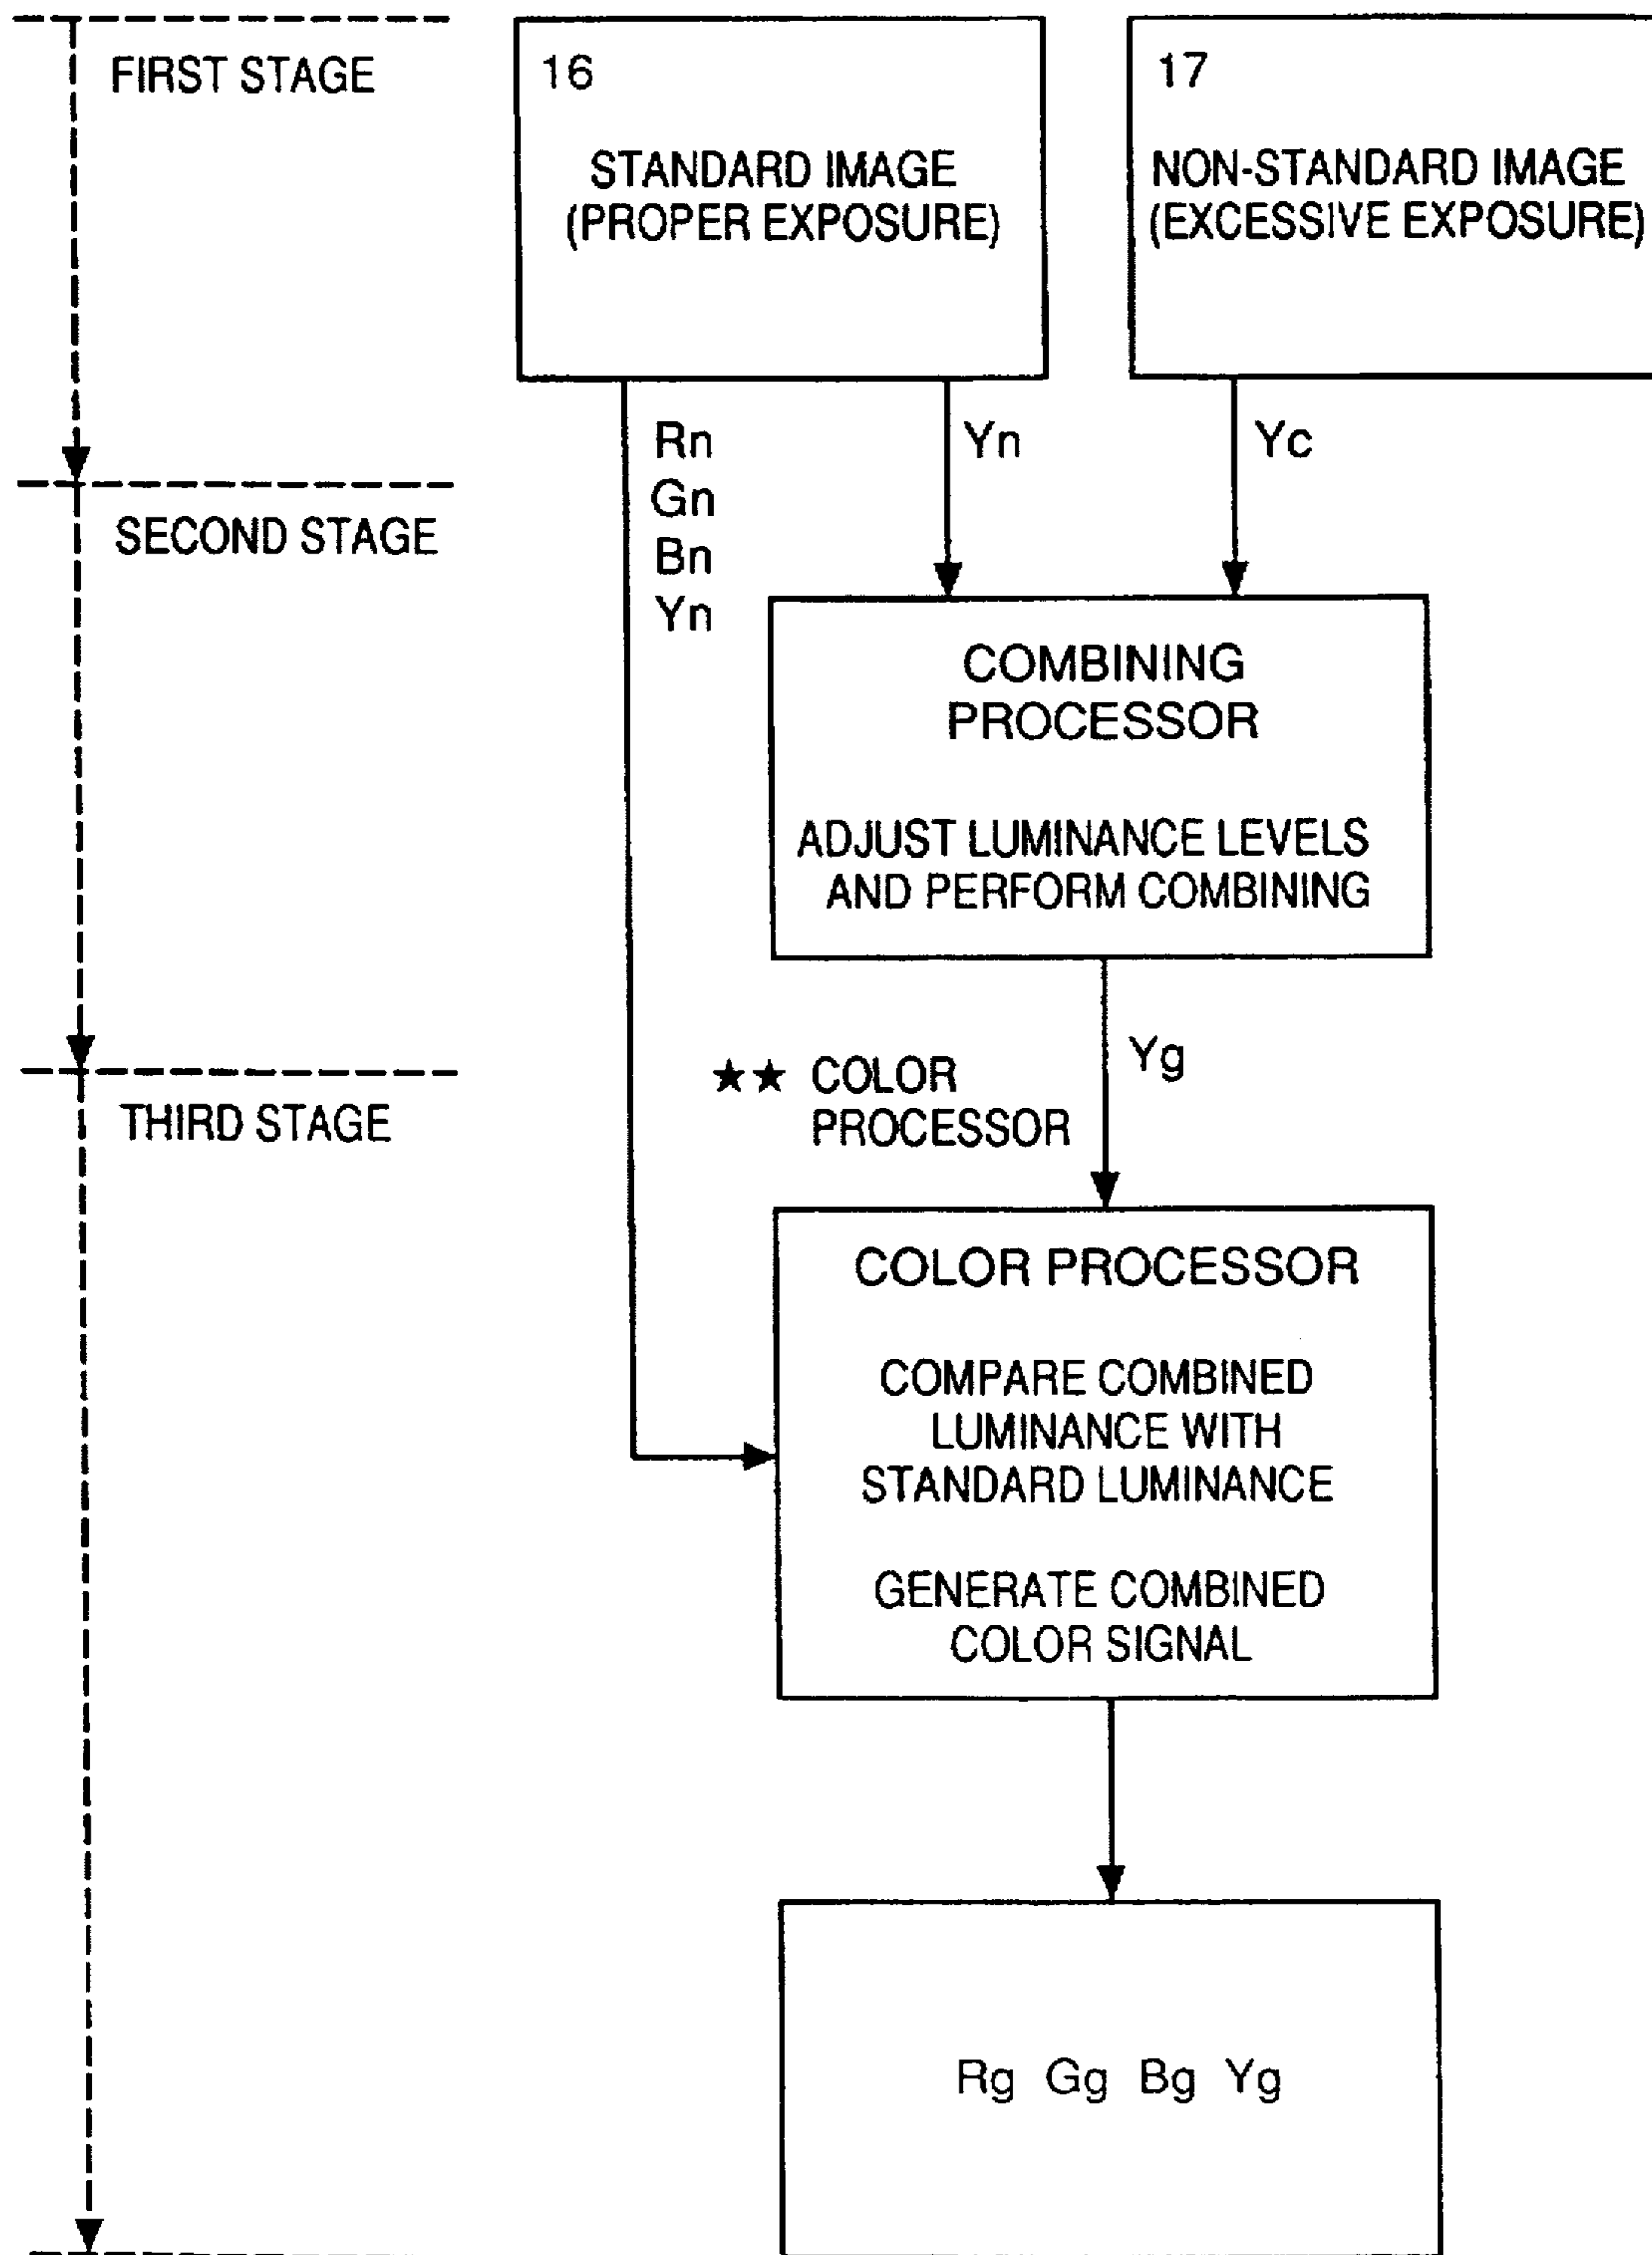 FIRST STAGE
16
STANDARD IMAGE
(PROPER EXPOSURE)
17
NON-STANDARD IMAGE
(EXCESSIVE EXPOSURE)
Rn
Gn
Bn
Yn
Yn
Yc
SECOND STAGE
COMBINING
PROCESSOR
ADJUST LUMINANCE LEVELS
AND PERFORM COMBINING
Yg
★★ COLOR
PROCESSOR
THIRD STAGE
COLOR PROCESSOR
COMPARE COMBINED
LUMINANCE WITH
STANDARD LUMINANCE
GENERATE COMBINED
COLOR SIGNAL
Rg Gg Bg Yg